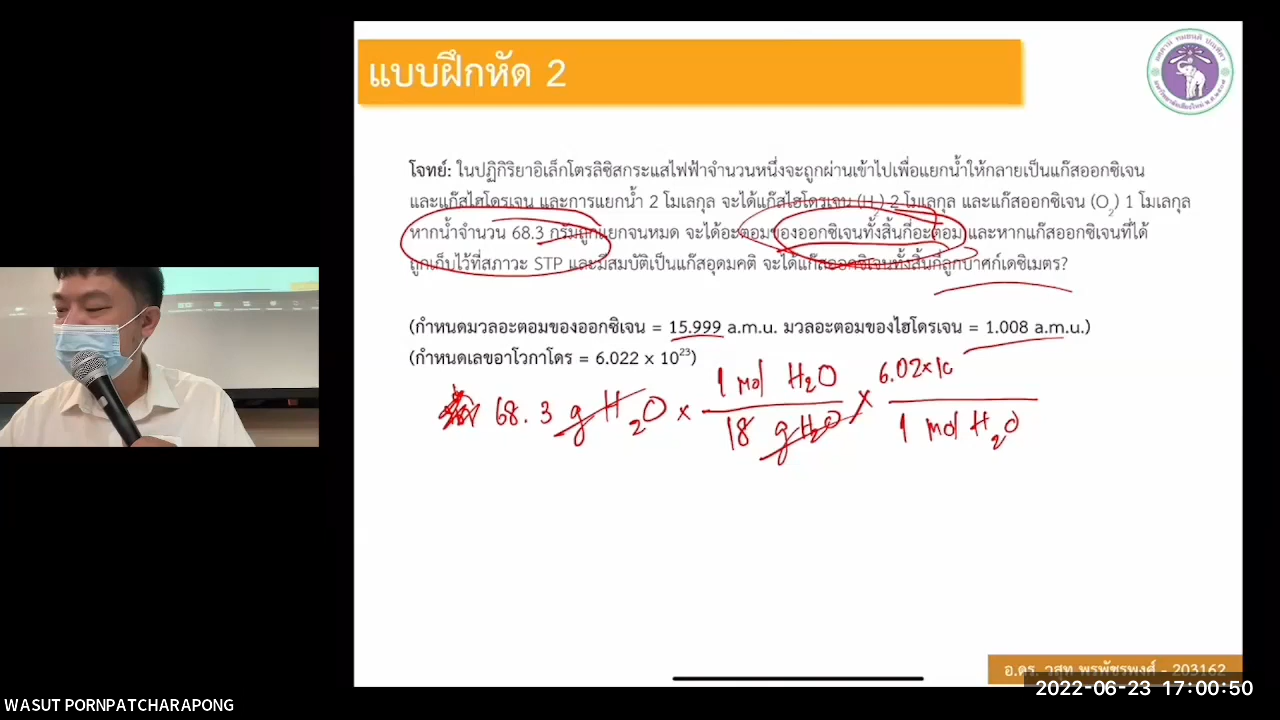 แบบฝึกหัด 2
โจทย์: ในปฏิกิริยาอิเล็กโตรลิซิสกระแสไฟฟ้าจำนวนหนึ่งจะถูกผ่านเข้าไปเพื่อแยกน้ำให้กลายเป็นแก๊สออกซิเจน
และแก๊สไฮโดรเจน และการแยกน้ำ 2 โมเลกุล จะได้แก๊สไฮโดรเจน (H2) 2 โมเลกุล และแก๊สออกซิเจน (O2) 1 โมเลกุล
หากน้ำจำนวน 68.3 กรัมถูกแยกจนหมด จะได้อะตอมของออกซิเจนทั้งสิ้นกี่อะตอม และหากแก๊สออกซิเจนที่ได้
ถูกเก็บไว้ที่สภาวะ STP และมีสมบัติเป็นแก๊สอุดมคติ จะได้แก๊สออกซิเจนทั้งสิ้นกี่ลูกบาศก์เดซิเมตร?
(กำหนดมวลอะตอมของออกซิเจน = 15.999 a.m.u. มวลอะตอมของไฮโดรเจน = 1.008 a.m.u.)
(กำหนดเลขอาโวกาโดร = 6.022 x 10²³)
68.3 g H2O × 1 mol H2O / 18 g H2O × 6.02×10 / 1 mol H2O
อ.ดร. วสุท พรพัชรพงศ์ - 203162
2022-06-23 17:00:50
WASUT PORNPATCHARAPONG